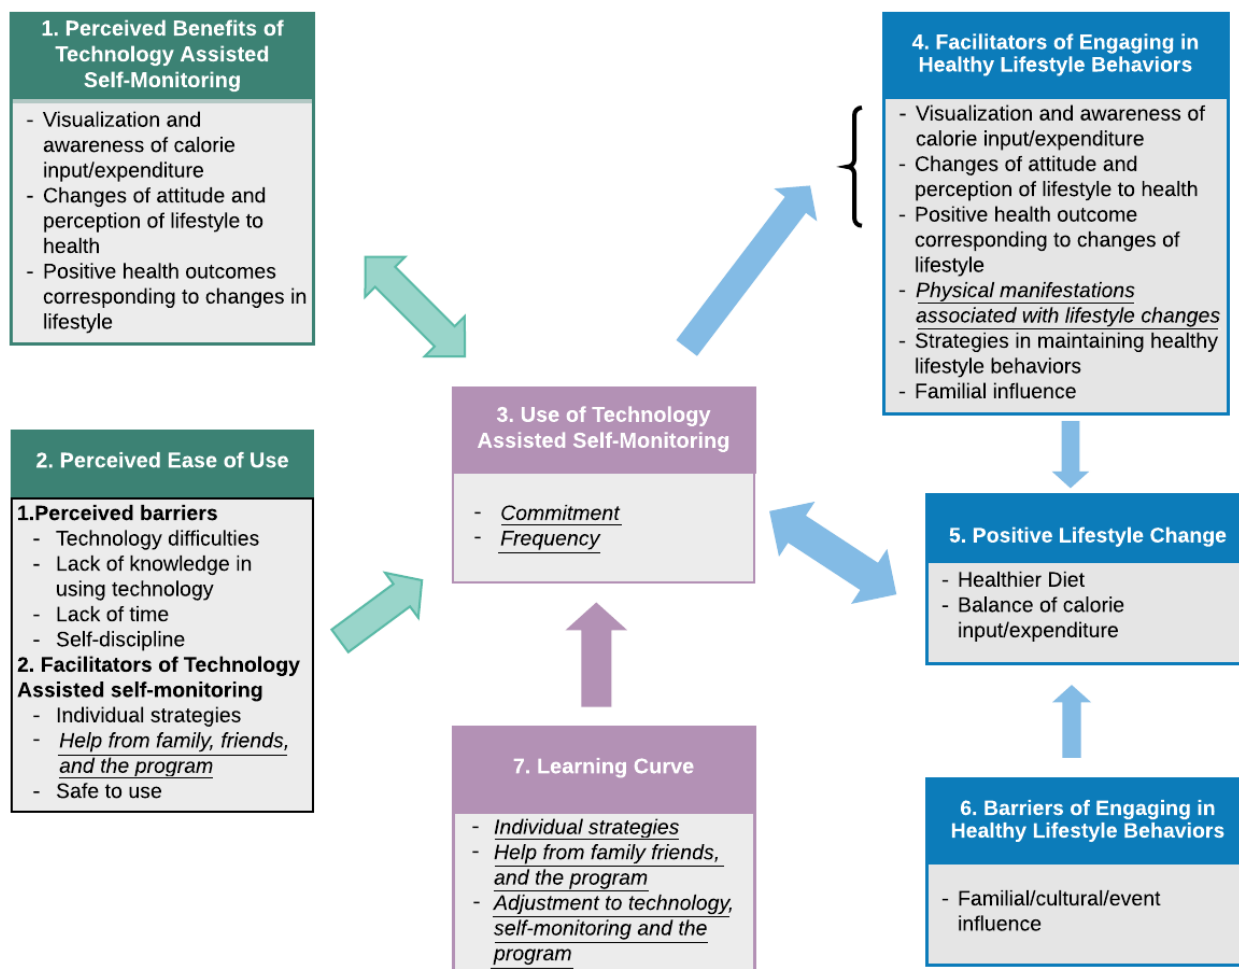 1. Perceived Benefits of
Technology Assisted
Self-Monitoring
- Visualization and
awareness of calorie
input/expenditure
- Changes of attitude and
perception of lifestyle to
health
- Positive health outcomes
corresponding to changes in
lifestyle
2. Perceived Ease of Use
1.Perceived barriers
- Technology difficulties
- Lack of knowledge in
using technology
- Lack of time
- Self-discipline
2. Facilitators of Technology
Assisted self-monitoring
- Individual strategies
- Help from family, friends,
and the program
- Safe to use
3. Use of Technology
Assisted Self-Monitoring
- Commitment
- Frequency
7. Learning Curve
- Individual strategies
- Help from family friends,
and the program
- Adjustment to technology,
self-monitoring and the
program
4. Facilitators of Engaging in
Healthy Lifestyle Behaviors
- Visualization and awareness of
calorie input/expenditure
- Changes of attitude and
perception of lifestyle to health
- Positive health outcome
corresponding to changes of
lifestyle
- Physical manifestations
associated with lifestyle changes
- Strategies in maintaining healthy
lifestyle behaviors
- Familial influence
5. Positive Lifestyle Change
- Healthier Diet
- Balance of calorie
input/expenditure
6. Barriers of Engaging in
Healthy Lifestyle Behaviors
- Familial/cultural/event
influence